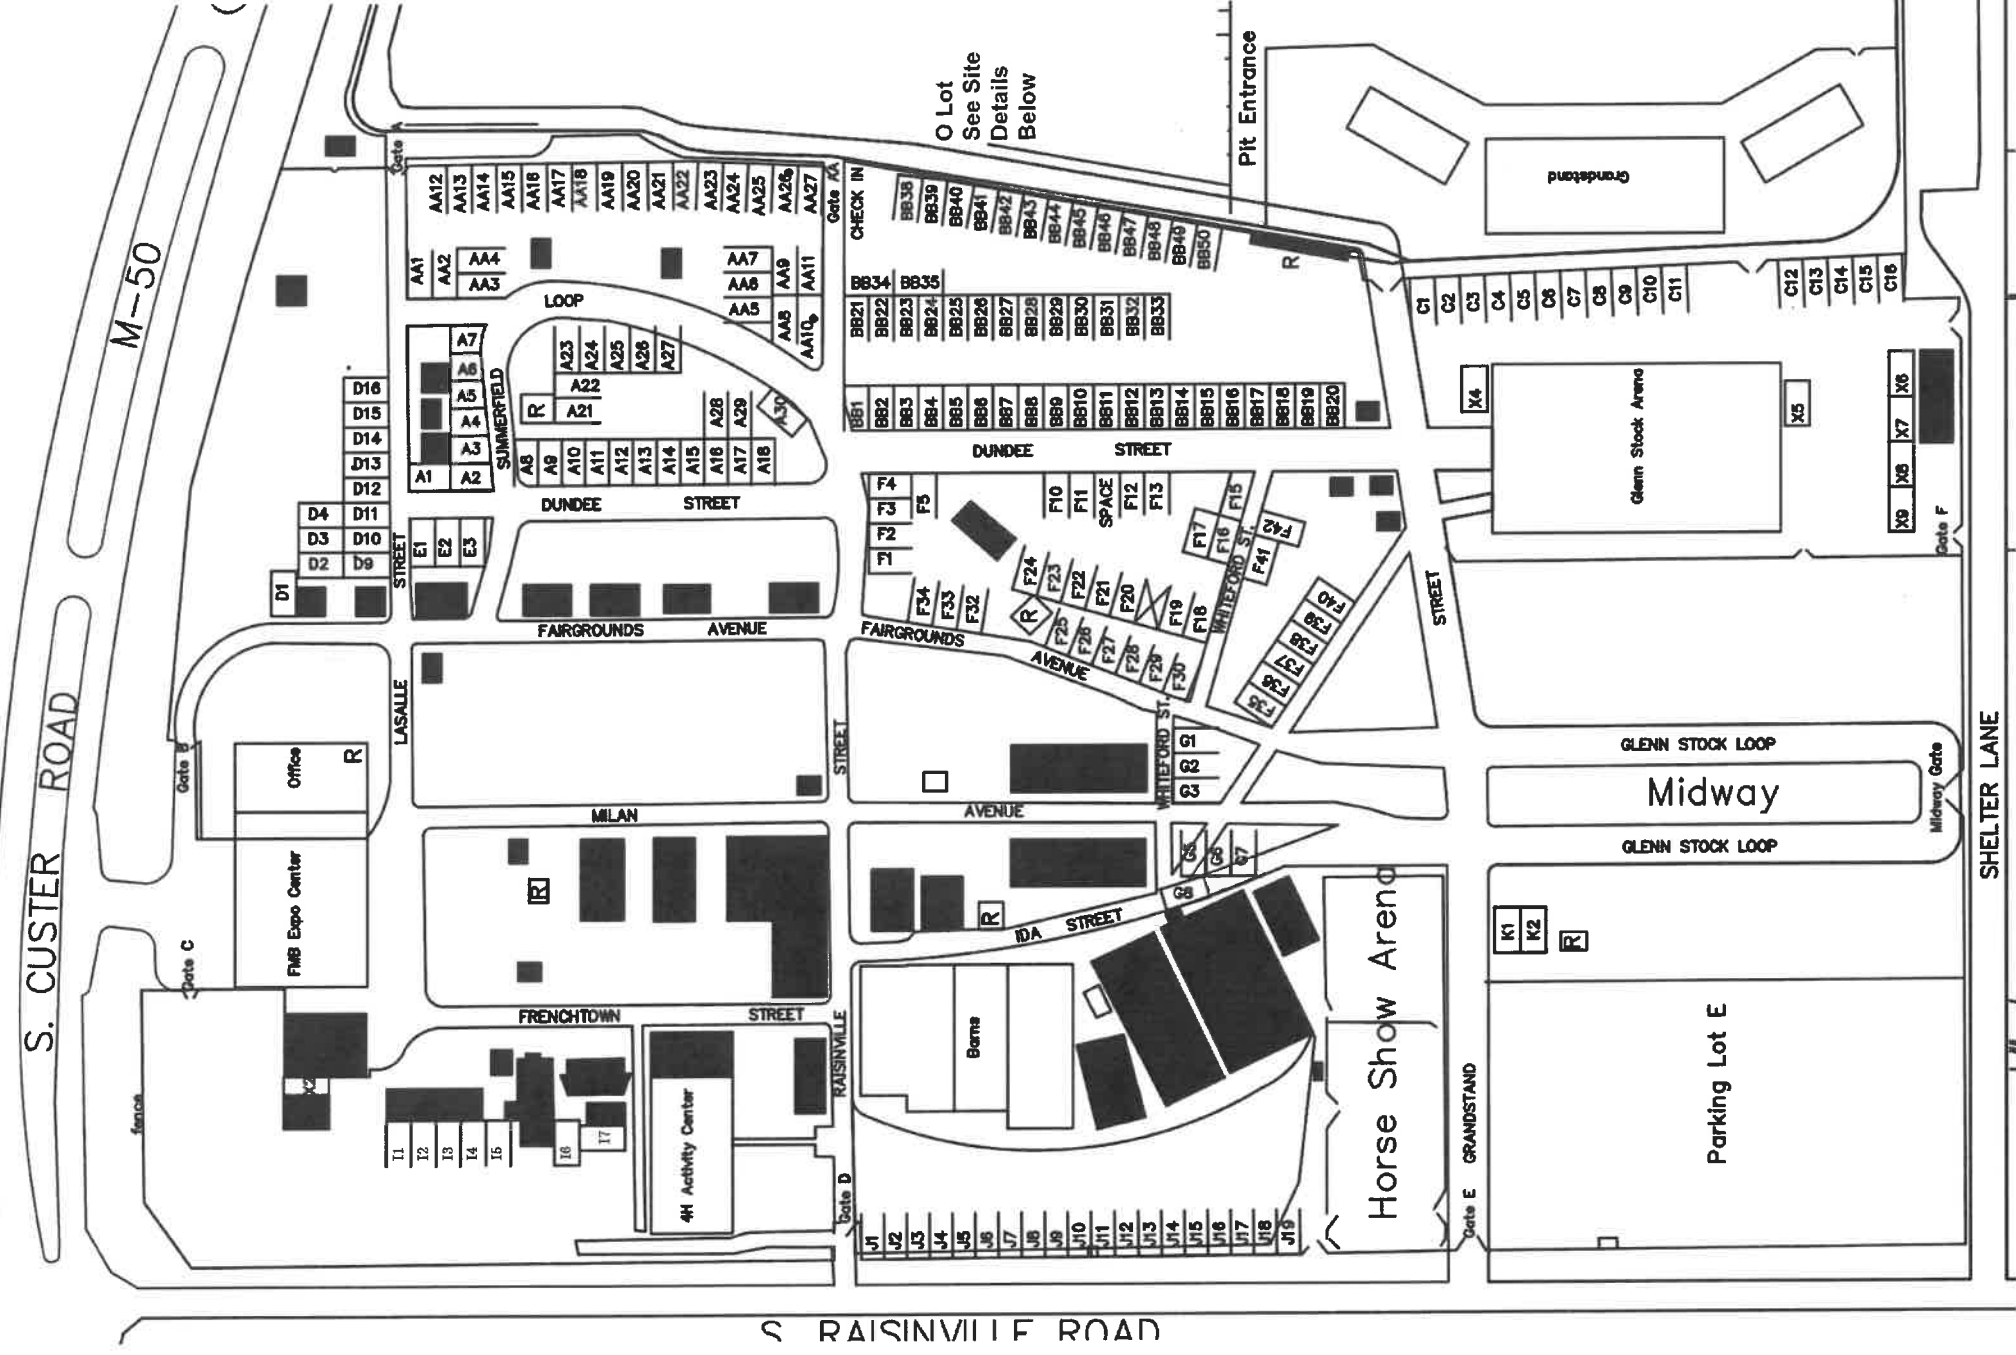 M-50
S. CUSTER ROAD
S. RAISINVILLE ROAD
SHELTER LANE
O Lot
See Site
Details
Below
Pit Entrance
Grandstand
Gate A
Gate AA
CHECK IN
AA12
AA13
AA14
AA15
AA16
AA17
AA18
AA19
AA20
AA21
AA22
AA23
AA24
AA25
AA26
AA27
AA1
AA2
AA4
AA3
AA7
AA6
AA5
AA9
AA11
AA8
AA10
LOOP
BB38
BB39
BB40
BB41
BB42
BB43
BB44
BB45
BB46
BB47
BB48
BB49
BB50
R
BB34
BB35
BB21
BB22
BB23
BB24
BB25
BB26
BB27
BB28
BB29
BB30
BB31
BB32
BB33
C1
C2
C3
C4
C5
C6
C7
C8
C9
C10
C11
C12
C13
C14
C15
C16
A7
A6
A5
A4
A3
A2
A1
SUMMERFIELD
A23
A24
A25
A26
A27
A22
A21
R
A28
A29
A30
A8
A9
A10
A11
A12
A13
A14
A15
A16
A17
A18
BB1
BB2
BB3
BB4
BB5
BB6
BB7
BB8
BB9
BB10
BB11
BB12
BB13
BB14
BB15
BB16
BB17
BB18
BB19
BB20
X4
Glenn Stock Arena
X5
X6
X7
X8
X9
Gate F
D16
D15
D14
D13
D12
D4
D11
D3
D10
D2
D9
D1
DUNDEE STREET
DUNDEE STREET
STREET
E1
E2
E3
F4
F3
F2
F1
F5
F10
F11
SPACE
F12
F13
F15
F16
F17
F42
F41
WHITEFORD ST.
F24
F23
F22
F21
F20
F19
F18
F34
F33
F32
R
F25
F26
F27
F28
F29
F30
F40
F39
F38
F37
F36
F35
STREET
FAIRGROUNDS AVENUE
FAIRGROUNDS AVENUE
LASALLE
Gate B
Office
R
STREET
WHITEFORD ST.
G1
G2
G3
GLENN STOCK LOOP
Midway
Midway Gate
GLENN STOCK LOOP
MILAN
AVENUE
FMB Expo Center
Gate C
R
R
G5
G6
G7
G8
IDA STREET
Horse Show Arena
K1
K2
R
FRENCHTOWN STREET
RAISINVILLE
Barns
fence
X2
I1
I2
I3
I4
I5
I6
I7
4H Activity Center
Gate D
J1
J2
J3
J4
J5
J6
J7
J8
J9
J10
J11
J12
J13
J14
J15
J16
J17
J18
J19
Gate E
GRANDSTAND
Parking Lot E